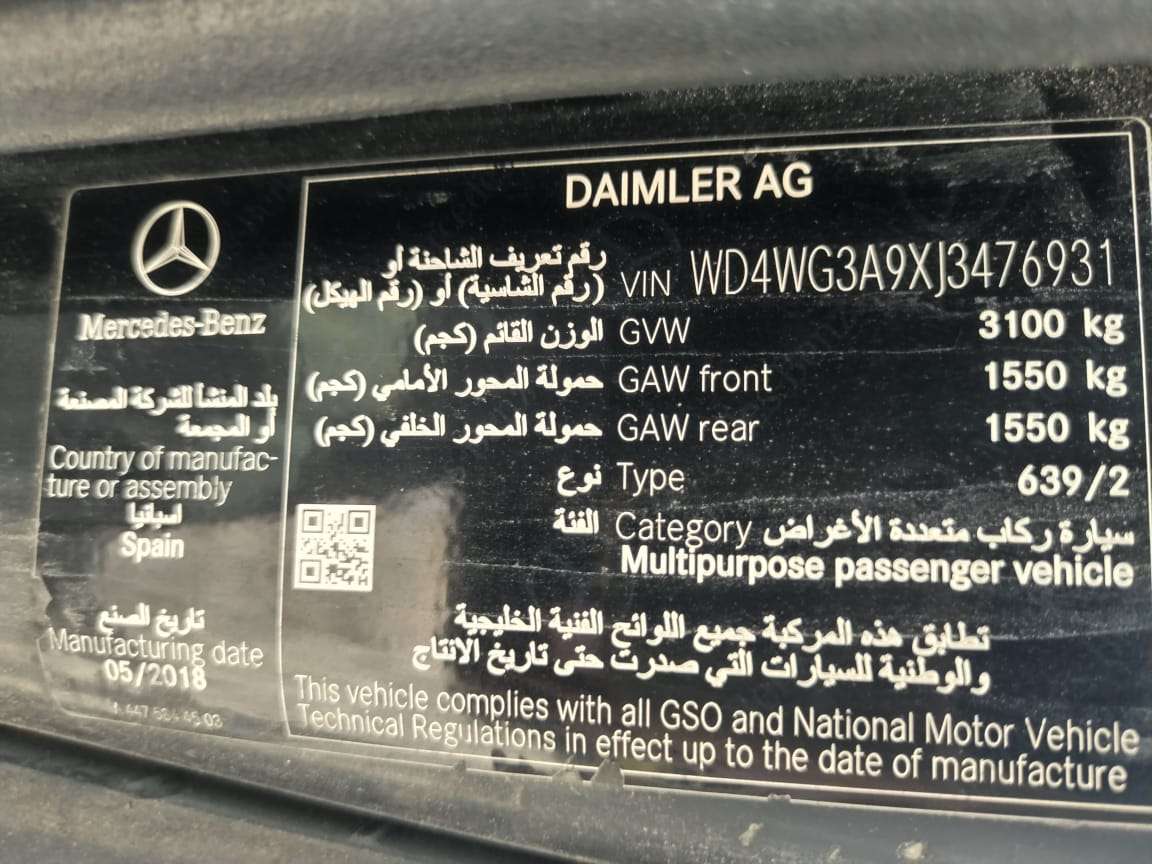 Mercedes-Benz
بلد المنشأ للشركة المصنعة
أو المجمعة
Country of manufac-
ture or assembly
اسبانيا
Spain
تاريخ الصنع
Manufacturing date
05/2018
DAIMLER AG
رقم تعريف الشاحنة أو
(رقم الشاسية) أو (رقم الهيكل) VIN WD4WG3A9XJ3476931
الوزن القائم (كجم) GVW 3100 kg
حمولة المحور الأمامي (كجم) GAW front 1550 kg
حمولة المحور الخلفي (كجم) GAW rear 1550 kg
نوع Type 639/2
الفئة Category سيارة ركاب متعددة الأغراض
Multipurpose passenger vehicle
تطابق هذه المركبة جميع اللوائح الفنية الخليجية
والوطنية للسيارات التي صدرت حتى تاريخ الانتاج
This vehicle complies with all GSO and National Motor Vehicle
Technical Regulations in effect up to the date of manufacture